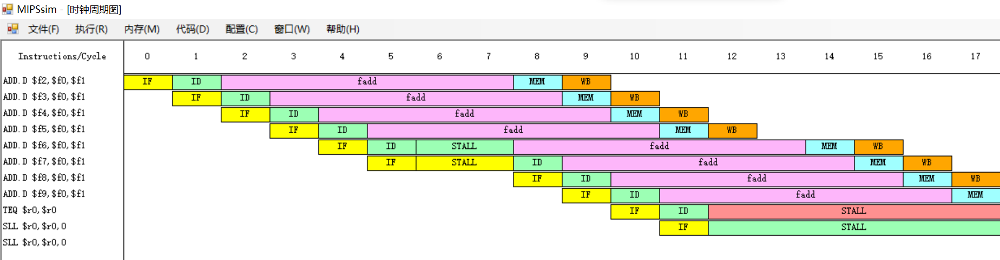 MIPSsim - [时钟周期图]
文件(F) 执行(R) 内存(M) 代码(D) 配置(C) 窗口(W) 帮助(H)
Instructions/Cycle 0 1 2 3 4 5 6 7 8 9 10 11 12 13 14 15 16 17
ADD.D $f2,$f0,$f1 IF ID fadd MEM WB
ADD.D $f3,$f0,$f1 IF ID fadd MEM WB
ADD.D $f4,$f0,$f1 IF ID fadd MEM WB
ADD.D $f5,$f0,$f1 IF ID fadd MEM WB
ADD.D $f6,$f0,$f1 IF ID STALL fadd MEM WB
ADD.D $f7,$f0,$f1 IF STALL ID fadd MEM WB
ADD.D $f8,$f0,$f1 IF ID fadd MEM WB
ADD.D $f9,$f0,$f1 IF ID fadd MEM
TEQ $r0,$r0 IF ID STALL
SLL $r0,$r0,0 IF STALL
SLL $r0,$r0,0